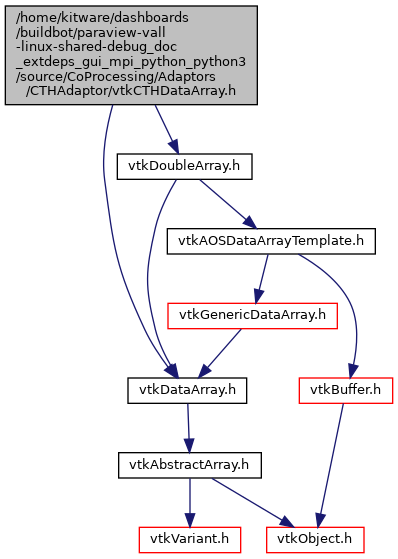 /home/kitware/dashboards
/buildbot/paraview-vall
-linux-shared-debug_doc
_extdeps_gui_mpi_python_python3
/source/CoProcessing/Adaptors
/CTHAdaptor/vtkCTHDataArray.h
vtkDoubleArray.h
vtkAOSDataArrayTemplate.h
vtkGenericDataArray.h
vtkDataArray.h
vtkBuffer.h
vtkAbstractArray.h
vtkVariant.h
vtkObject.h